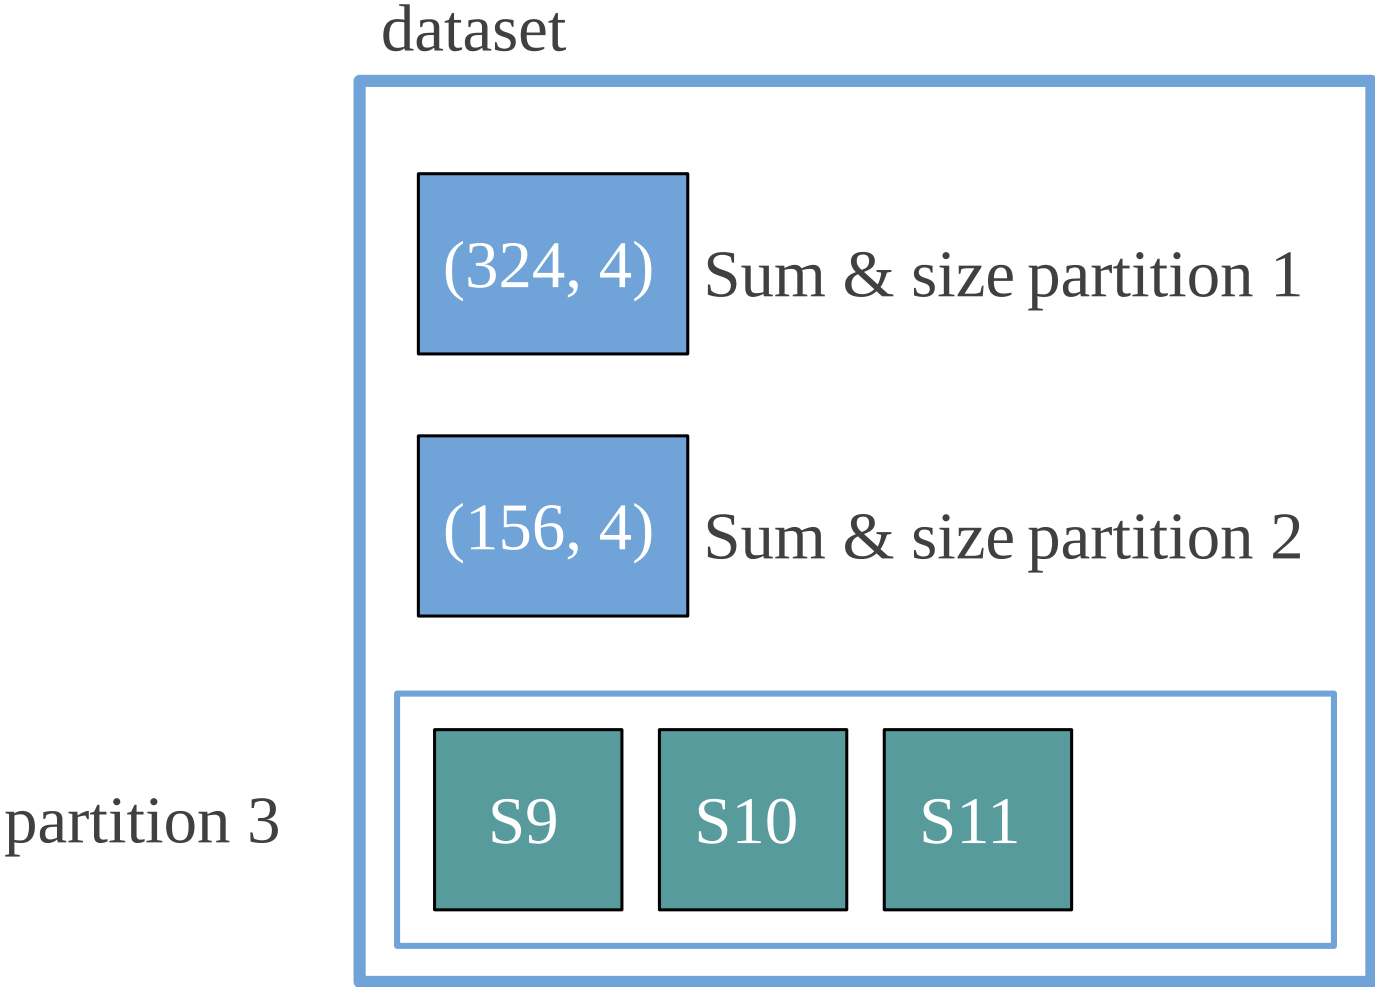 dataset
(324, 4) Sum & size partition 1
(156, 4) Sum & size partition 2
partition 3 S9 S10 S11